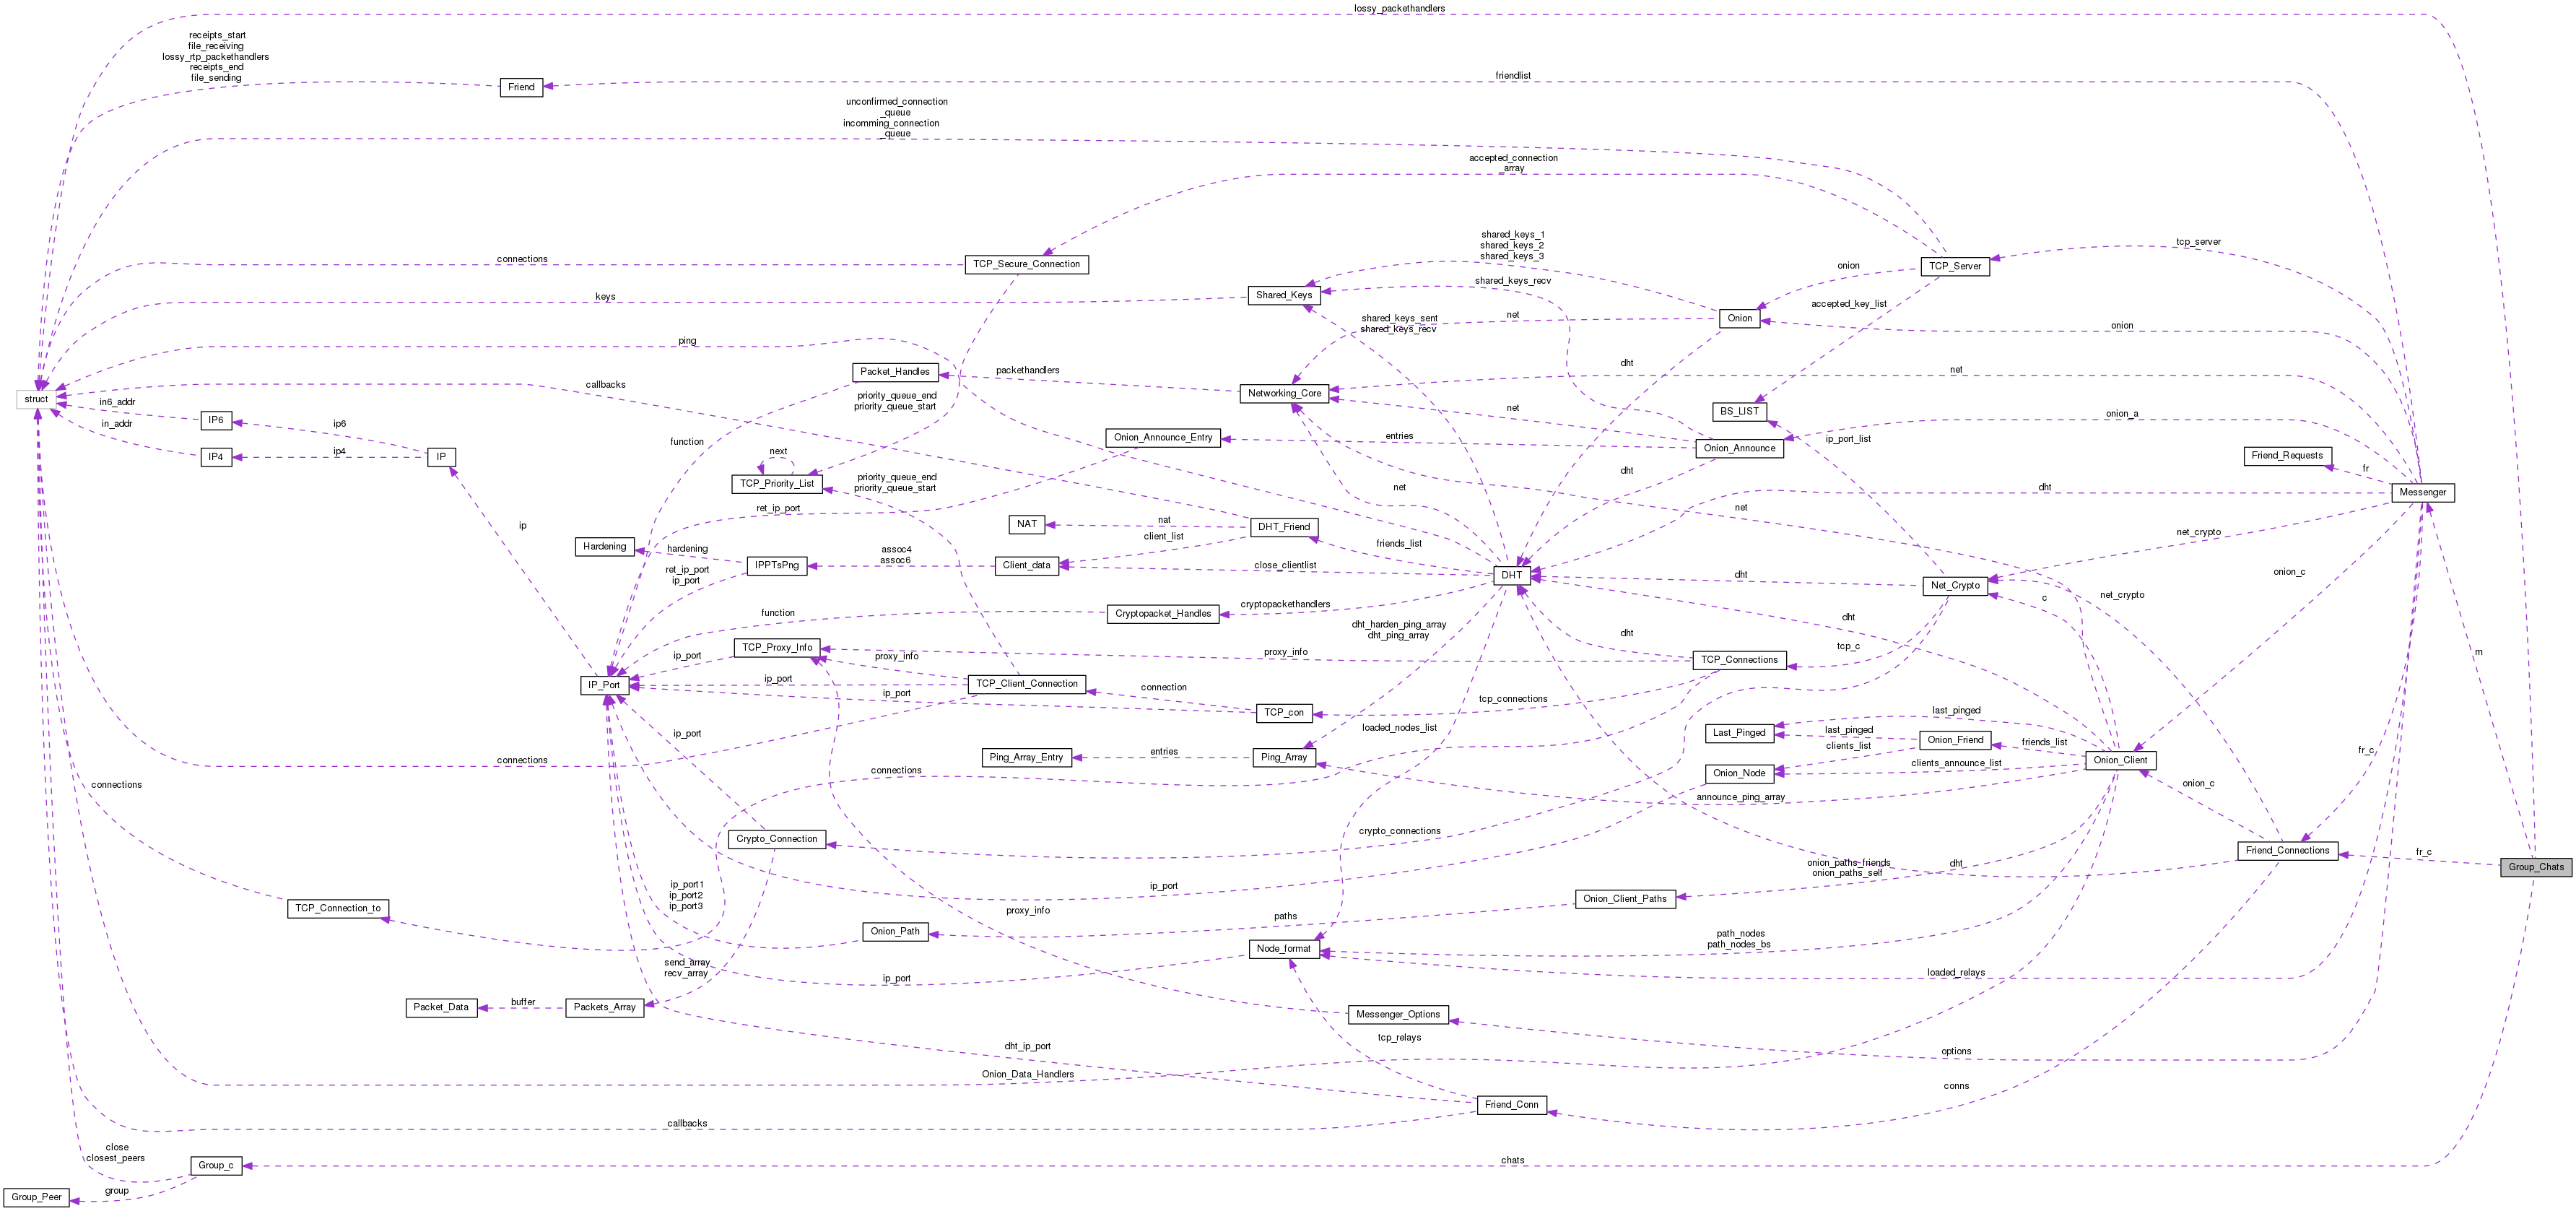 lossy_packethandlers
receipts_start
file_receiving
lossy_rtp_packethandlers
receipts_end
file_sending
Friend
friendlist
unconfirmed_connection
_queue
incomming_connection
_queue
accepted_connection
_array
shared_keys_1
shared_keys_2
shared_keys_3
tcp_server
connections
TCP_Secure_Connection
onion
TCP_Server
shared_keys_recv
keys
Shared_Keys
accepted_key_list
shared_keys_sent
shared_keys_recv
net
Onion
onion
ping
dht
Packet_Handles
packethandlers
net
callbacks
struct
in6_addr
priority_queue_end
priority_queue_start
Networking_Core
net
BS_LIST
onion_a
IP6
ip6
in_addr
function
Onion_Announce_Entry
entries
Onion_Announce
ip_port_list
IP4
ip4
IP
next
TCP_Priority_List
priority_queue_end
priority_queue_start
net
dht
Friend_Requests
fr
dht
Messenger
ret_ip_port
net
ip
NAT
nat
DHT_Friend
client_list
friends_list
net_crypto
Hardening
hardening
IPPTsPng
assoc4
assoc6
Client_data
close_clientlist
DHT
dht
Net_Crypto
onion_c
ret_ip_port
ip_port
function
Cryptopacket_Handles
cryptopackethandlers
dht
c
net_crypto
dht_harden_ping_array
dht_ping_array
dht
tcp_c
TCP_Proxy_Info
ip_port
proxy_info
proxy_info
TCP_Connections
m
IP_Port
ip_port
TCP_Client_Connection
connection
ip_port
TCP_con
tcp_connections
last_pinged
ip_port
loaded_nodes_list
Last_Pinged
last_pinged
Onion_Friend
friends_list
connections
Ping_Array_Entry
entries
Ping_Array
clients_list
Onion_Client
fr_c
Onion_Node
clients_announce_list
connections
connections
announce_ping_array
onion_c
Crypto_Connection
crypto_connections
Friend_Connections
fr_c
Group_Chats
onion_paths_friends
onion_paths_self
dht
ip_port1
ip_port2
ip_port3
ip_port
TCP_Connection_to
proxy_info
Onion_Client_Paths
Onion_Path
paths
path_nodes
path_nodes_bs
Node_format
send_array
recv_array
ip_port
loaded_relays
Packet_Data
buffer
Packets_Array
Messenger_Options
tcp_relays
dht_ip_port
options
Onion_Data_Handlers
conns
Friend_Conn
callbacks
close
closest_peers
Group_c
chats
Group_Peer
group